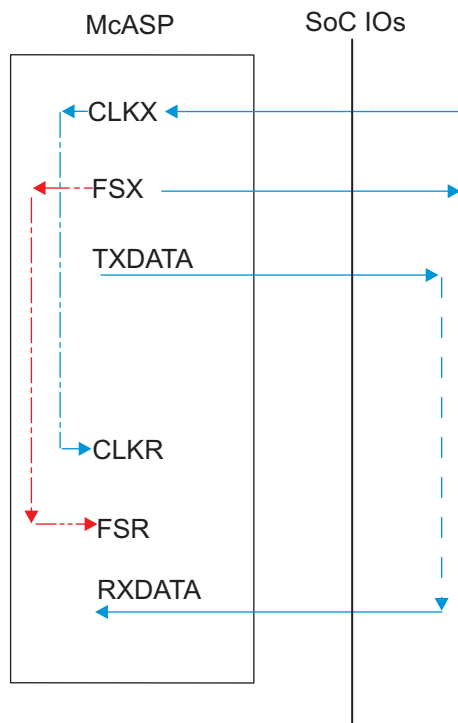 McASP
SoC IOs
CLKX
FSX
TXDATA
CLKR
FSR
RXDATA